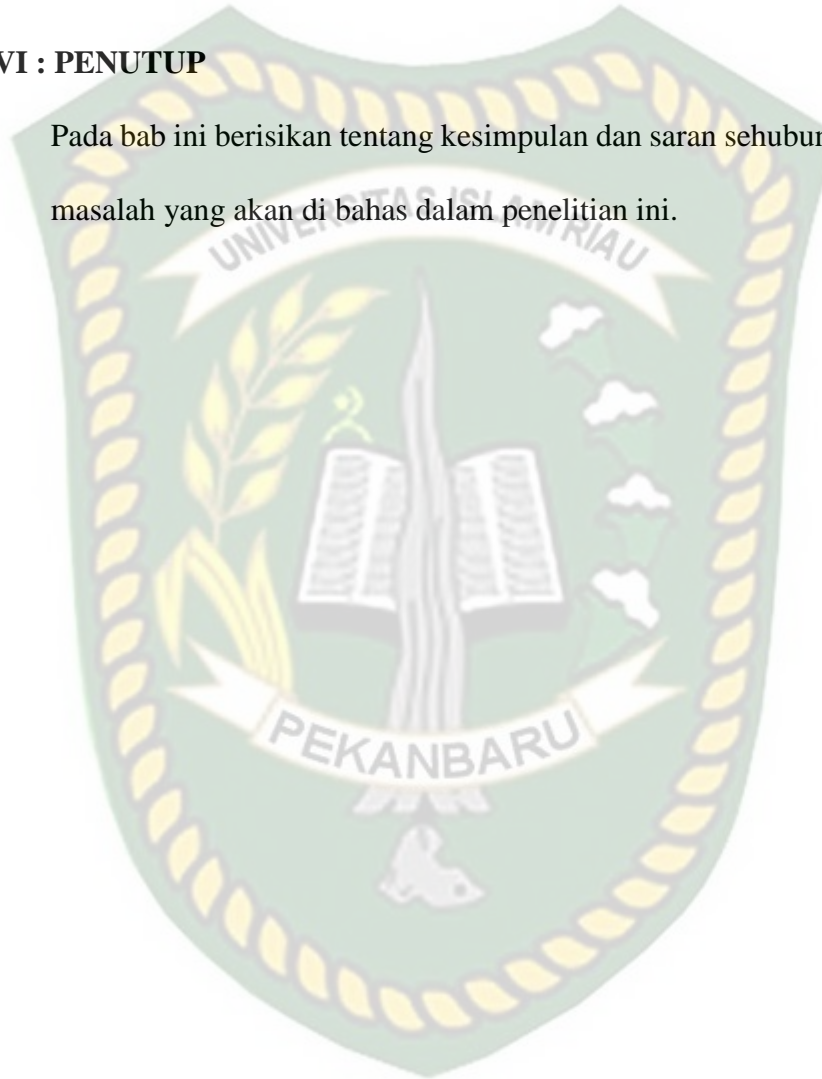 VI : PENUTUP
Pada bab ini berisikan tentang kesimpulan dan saran
masalah yang akan di bahas dalam penelitian ini.
UNIVERSITAS ISLAM RIAU
PEKANBARU